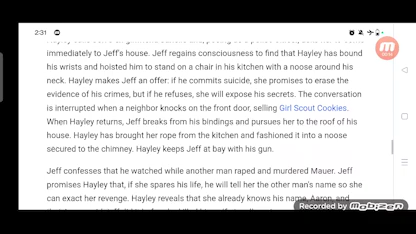 2:31
immediately to Jeff's house. Jeff regains consciousness to find that Hayley has bound
his wrists and hoisted him to stand on a chair in his kitchen with a noose around his
neck. Hayley makes Jeff an offer: if he commits suicide, she promises to erase the
evidence of his crimes, but if he refuses, she will expose his secrets. The
conversation is interrupted when a neighbor knocks on the front door, selling Girl Scout Cookies.
When Hayley returns, Jeff breaks from his bindings and pursues her to the roof of his
house. Hayley has brought her rope from the kitchen and fashioned it into a noose
secured to the chimney. Hayley keeps Jeff at bay with his gun.
Jeff confesses that he watched while another man raped and murdered Mauer. Jeff
promises Hayley that, if she spares his life, he will tell her the other man's name so she
can exact her revenge. Hayley reveals that she already knows his name, Aaron, and
Recorded by
MOBIZEN